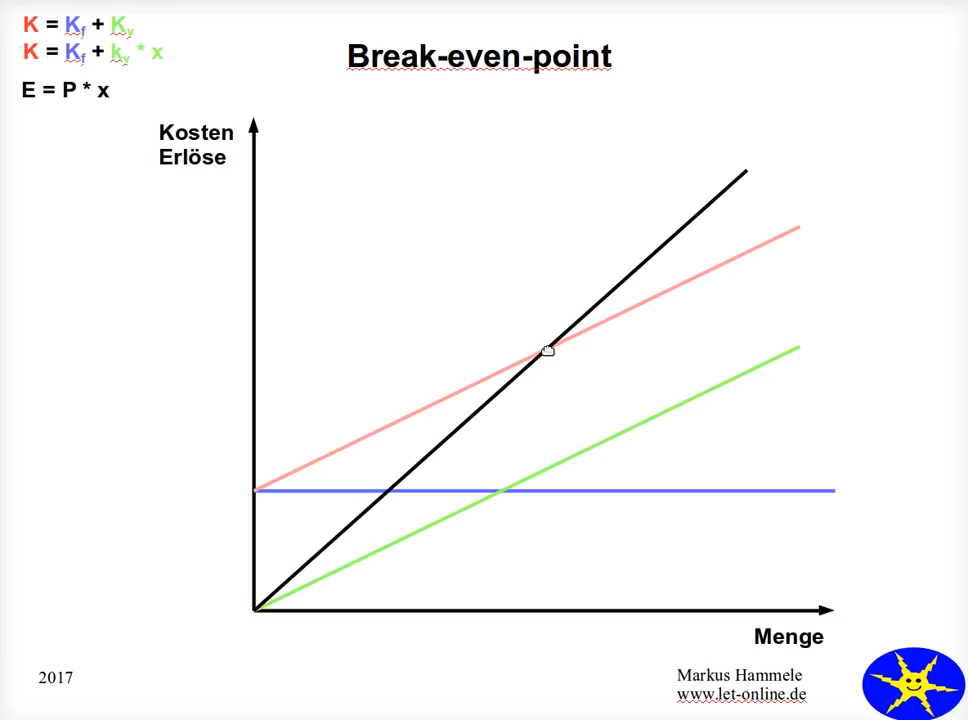 K = Kf + Kv
K = Kf + kv * x
E = P * x
Break-even-point
Kosten
Erlöse
Menge
2017
Markus Hammele
www.let-online.de